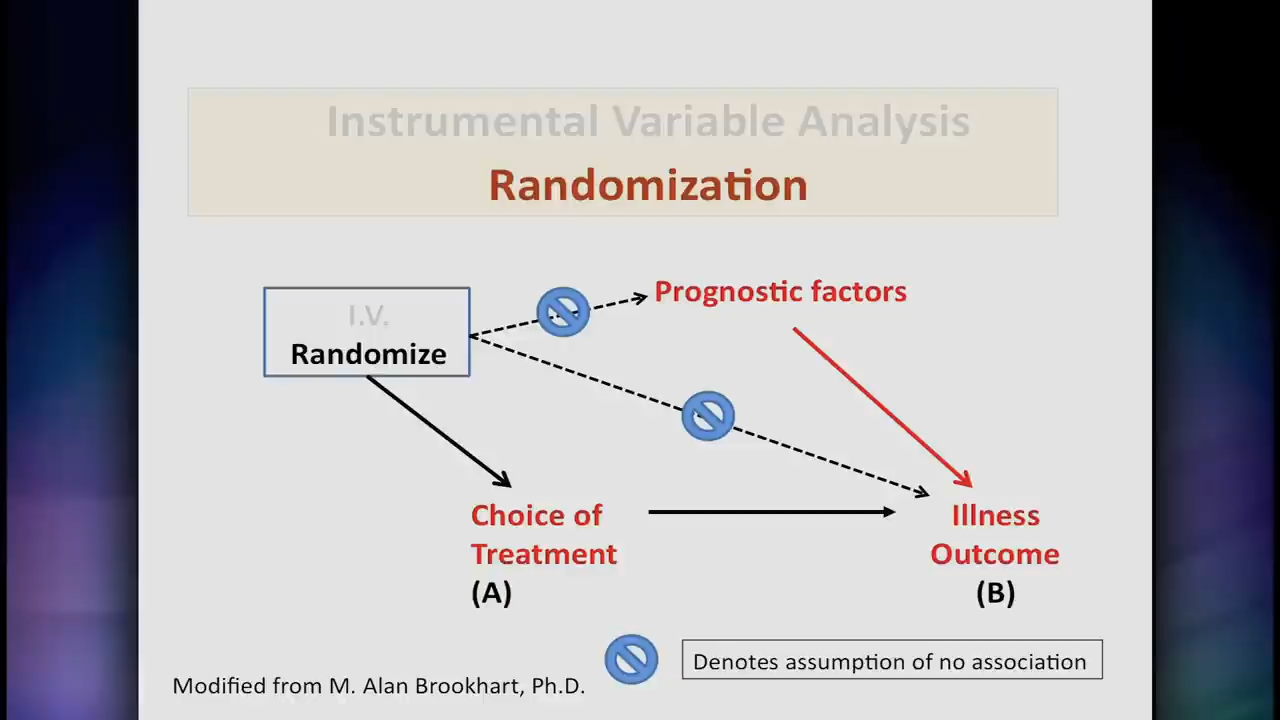 Instrumental Variable Analysis
Randomization
I.V.
Randomize
Prognostic factors
Choice of
Treatment
(A)
Illness
Outcome
(B)
Denotes assumption of no association
Modified from M. Alan Brookhart, Ph.D.